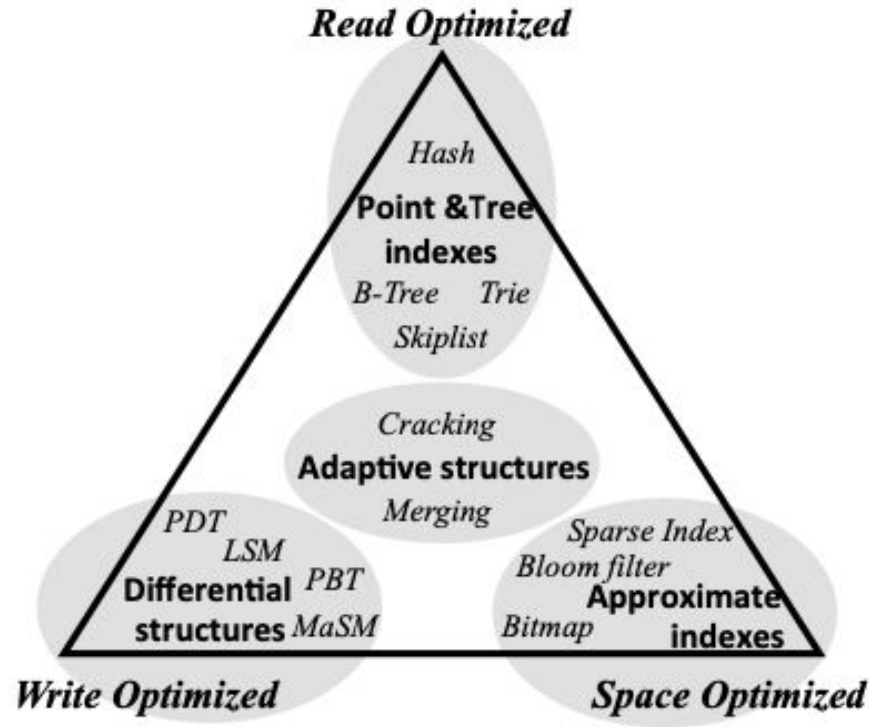 Read Optimized
Hash
Point &Tree
indexes
B-Tree Trie
Skiplist
Cracking
Adaptive structures
Merging
PDT
LSM
PBT
Differential
structures
MaSM
Sparse Index
Bloom filter
Approximate
Bitmap
indexes
Write Optimized
Space Optimized